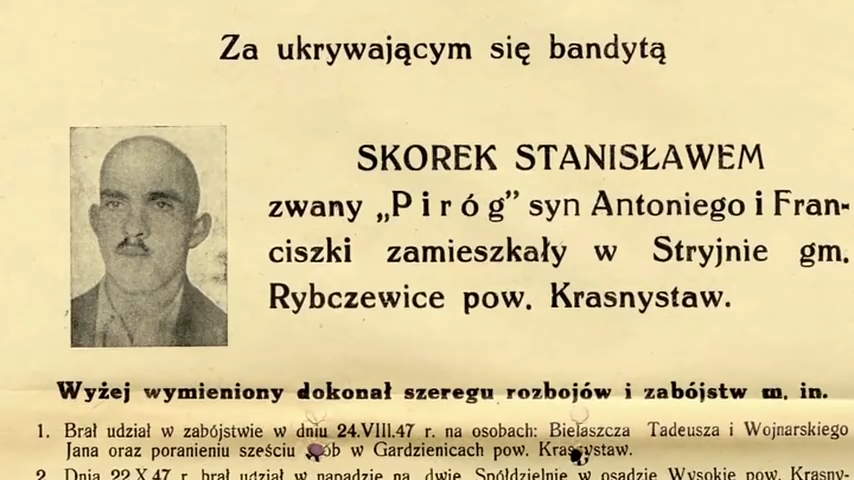 Za ukrywającym się bandytą
SKOREK STANISŁAWEM
zwany „Piróg” syn Antoniego i Fran-
ciszki zamieszkały w Stryjnie gm.
Rybczewice pow. Krasnystaw.
Wyżej wymieniony dokonał szeregu rozbojów i zabójstw m. in.
1. Brał udział w zabójstwie w dniu 24.VIII.47 r. na osobach: Bielaszcza Tadeusza i Wojnarskiego
Jana oraz poranieniu sześciu osób w Gardzienicach pow. Krasnystaw.
2. Dnia 22 X 47 r. brał udział w napadzie na dwie Spółdzielnie w osadzie Wysokie pow. Krasny-